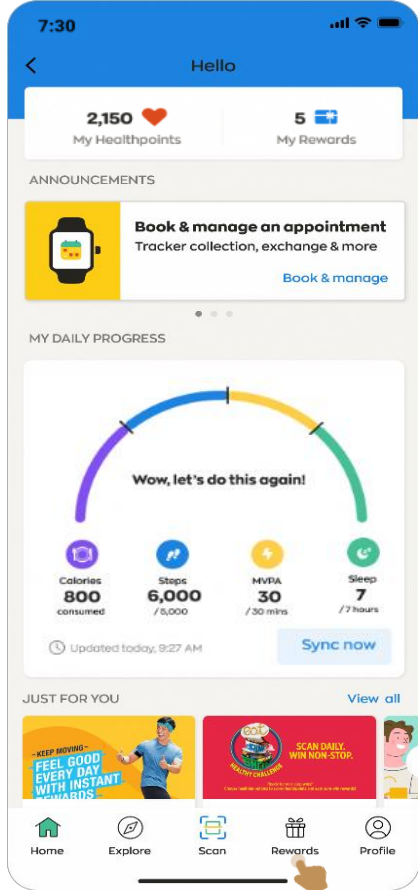 7:30
Hello
2,150
My Healthpoints
5
My Rewards
ANNOUNCEMENTS
Book & manage an appointment
Tracker collection, exchange & more
Book & manage
MY DAILY PROGRESS
Wow, let's do this again!
Calories
800
consumed
Steps
6,000
/5,000
MVPA
30
/30 mins
Sleep
7
/7 hours
Updated today, 9:27 AM
Sync now
JUST FOR YOU
View all
-KEEP MOVING-
FEEL GOOD
EVERY DAY
WITH INSTANT
REWARDS
HEALTHY CHALLENGE
SCAN DAILY.
WIN NON-STOP.
Home
Explore
Scan
Rewards
Profile